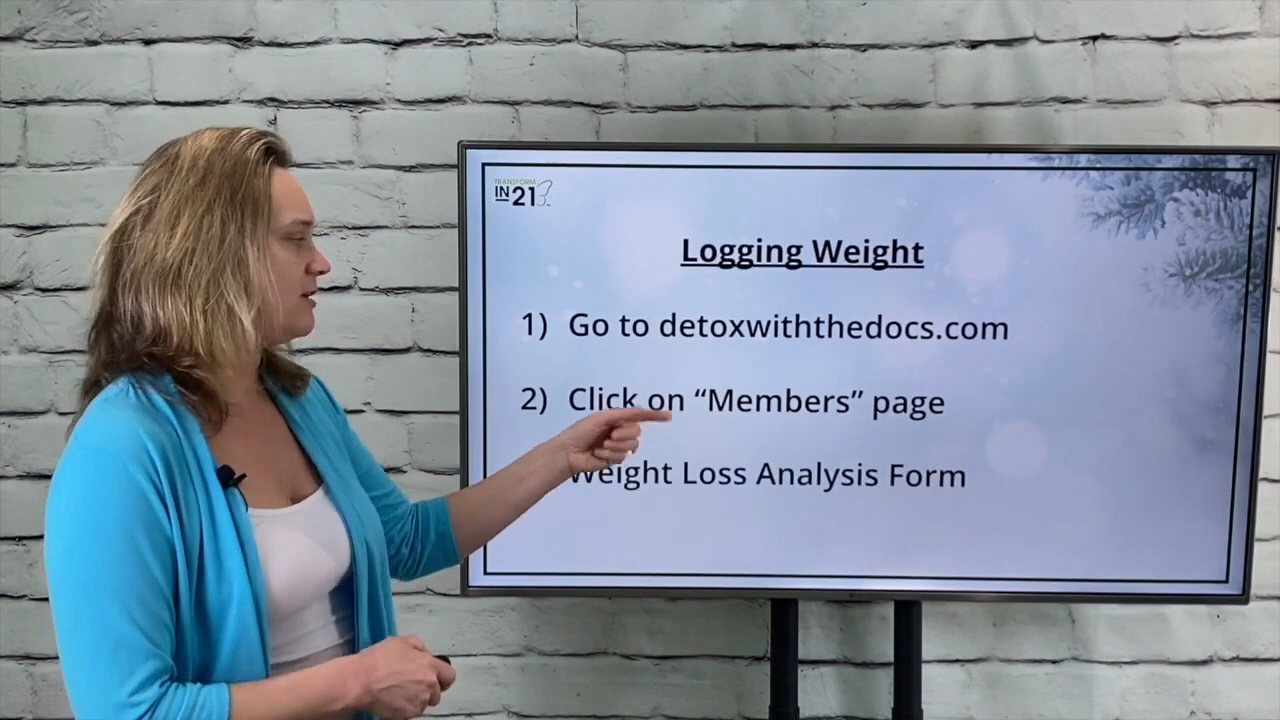 TRANSFORM
IN 21
Logging Weight
1) Go to detoxwiththedocs.com
2) Click on “Members” page
Weight Loss Analysis Form